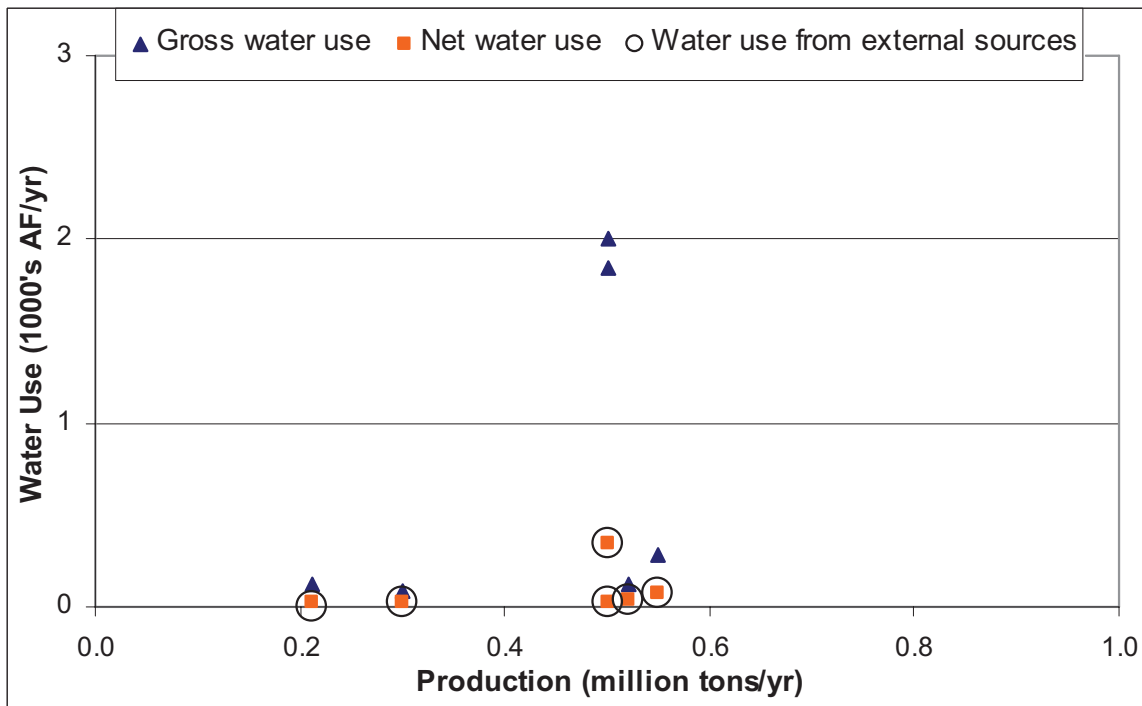 Gross water use Net water use Water use from external sources
3
2
1
0
Water Use (1000's AF/yr)
0.0 0.2 0.4 0.6 0.8 1.0
Production (million tons/yr)